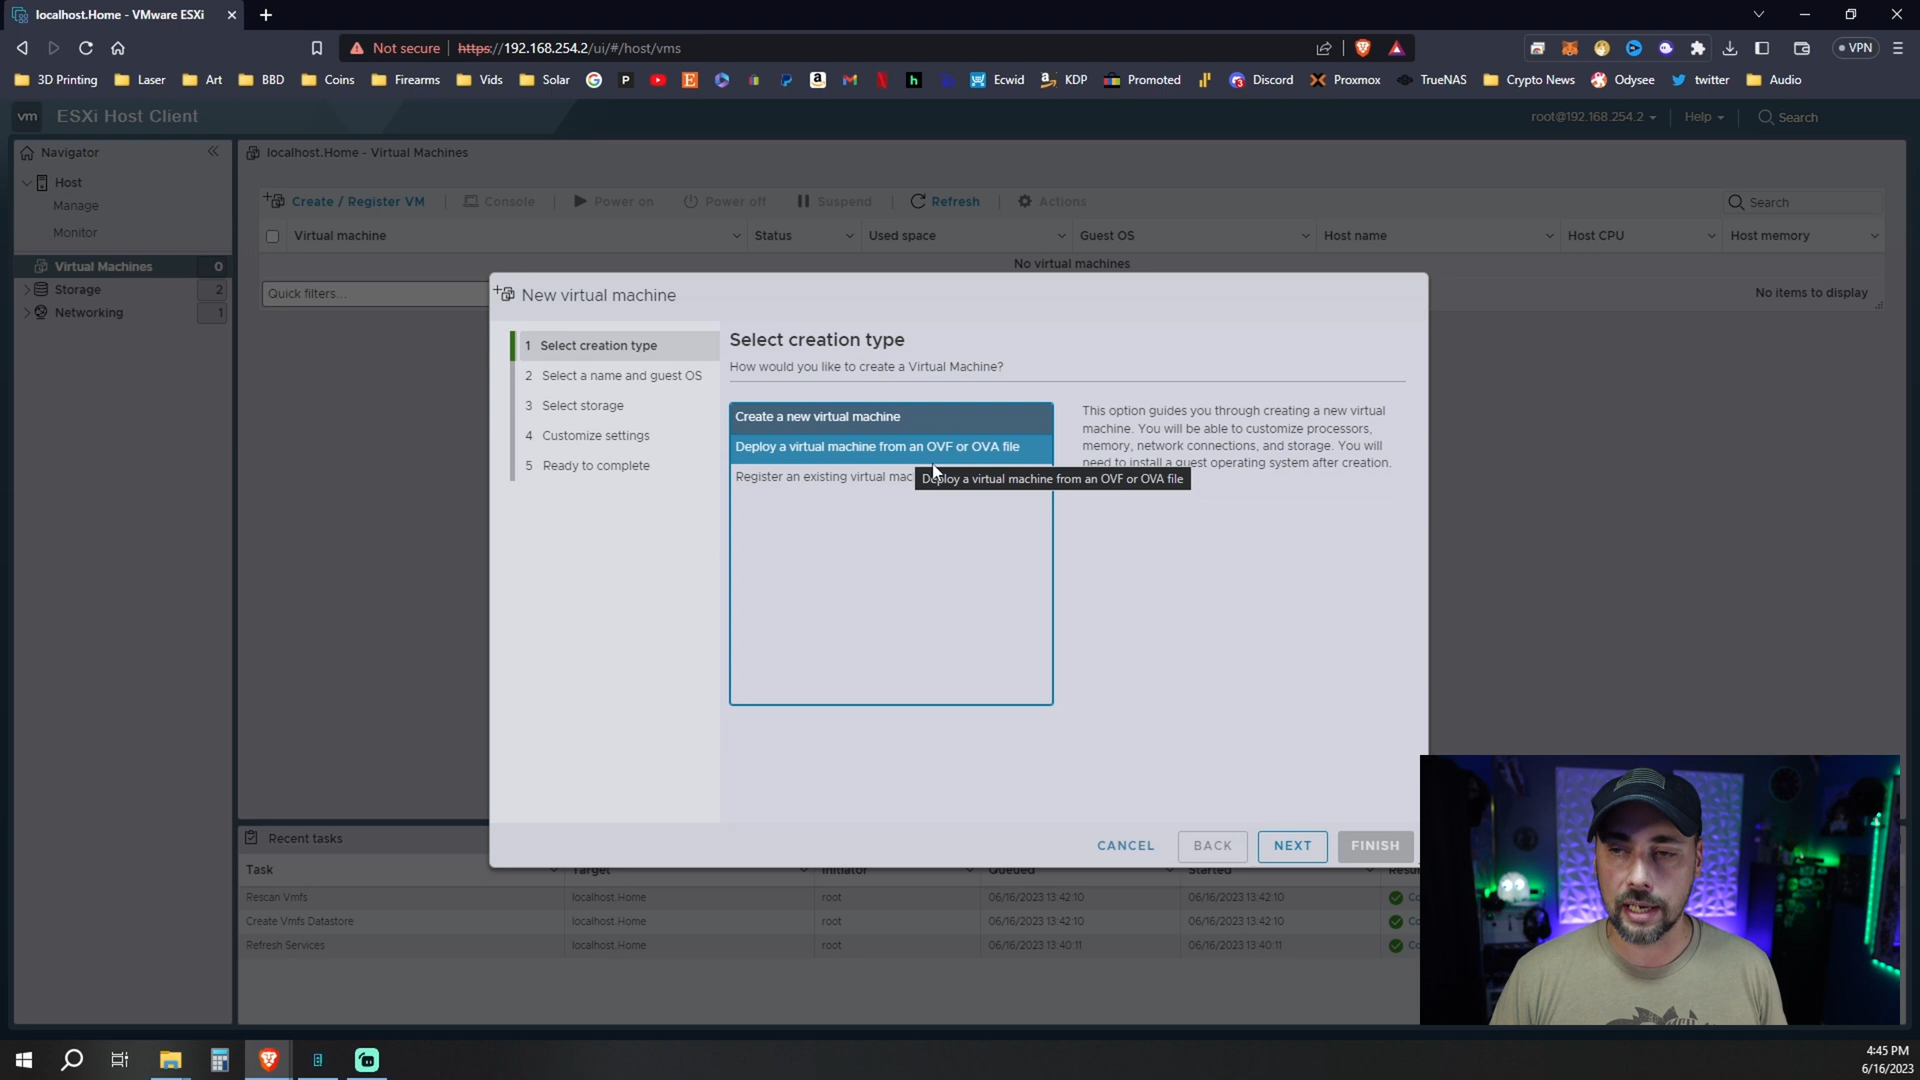 localhost.Home - VMware ESXi
Not secure
https://192.168.254.2/ui/#/host/vms
VPN
3D Printing
Laser
Art
BBD
Coins
Firearms
Vids
Solar
Ecwid
KDP
Promoted
Discord
Proxmox
TrueNAS
Crypto News
Odysee
twitter
Audio
vm
ESXi Host Client
root@192.168.254.2
Help
Search
Navigator
Host
Manage
Monitor
Virtual Machines 0
Storage 2
Networking 1
localhost.Home - Virtual Machines
Create / Register VM
Console
Power on
Power off
Suspend
Refresh
Actions
Search
Virtual machine
Status
Used space
Guest OS
Host name
Host CPU
Host memory
No virtual machines
Quick filters...
No items to display
New virtual machine
1 Select creation type
2 Select a name and guest OS
3 Select storage
4 Customize settings
5 Ready to complete
Select creation type
How would you like to create a Virtual Machine?
Create a new virtual machine
Deploy a virtual machine from an OVF or OVA file
Register an existing virtual mac
Deploy a virtual machine from an OVF or OVA file
This option guides you through creating a new virtual
machine. You will be able to customize processors,
memory, network connections, and storage. You will
need to install a guest operating system after creation.
CANCEL
BACK
NEXT
FINISH
Recent tasks
Task
Target
Initiator
Queued
Started
Rescan Vmfs localhost.Home root 06/16/2023 13:42:10 06/16/2023 13:42:10
Create Vmfs Datastore localhost.Home root 06/16/2023 13:42:10 06/16/2023 13:42:10
Refresh Services localhost.Home root 06/16/2023 13:40:11 06/16/2023 13:40:11
4:45 PM
6/16/2023